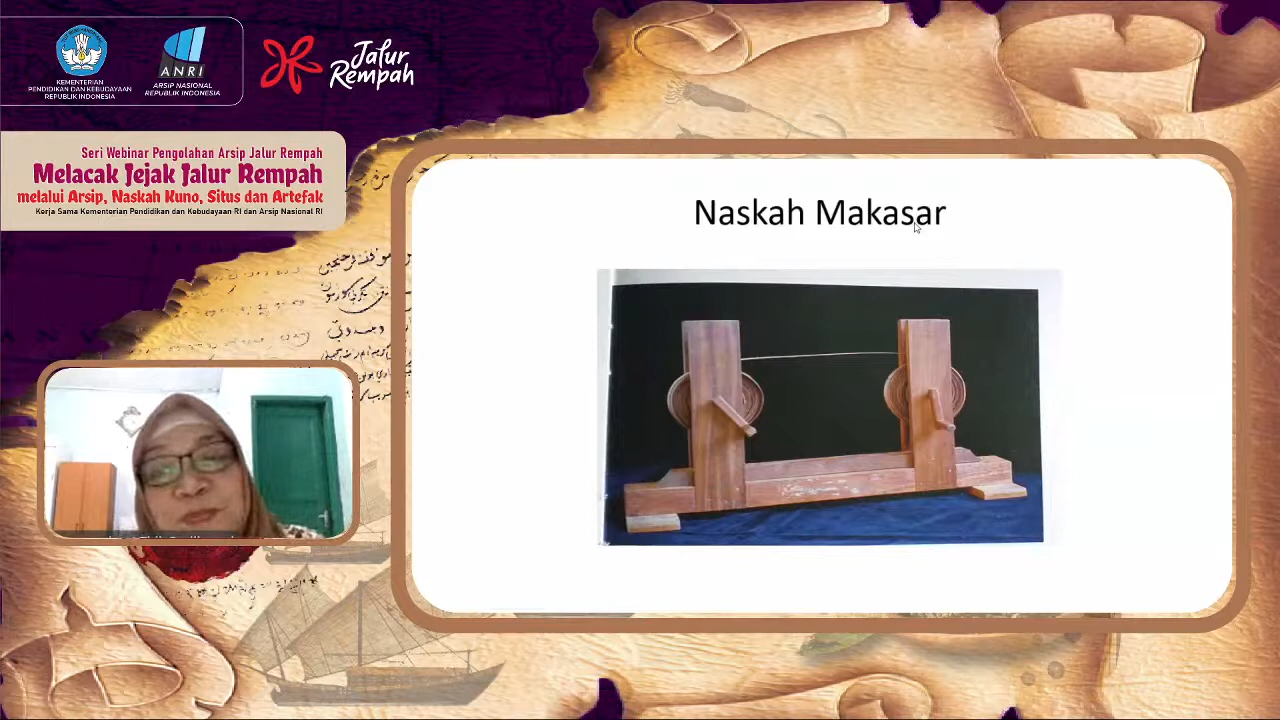 KEMENTERIAN
PENDIDIKAN DAN KEBUDAYAAN
REPUBLIK INDONESIA
ANRI
ARSIP NASIONAL
REPUBLIK INDONESIA
Jalur
Rempah
Seri Webinar Pengolahan Arsip Jalur Rempah
Melacak Jejak Jalur Rempah
melalui Arsip, Naskah Kuno, Situs dan Artefak
Kerja Sama Kementerian Pendidikan dan Kebudayaan RI dan Arsip Nasional RI
Naskah Makasar